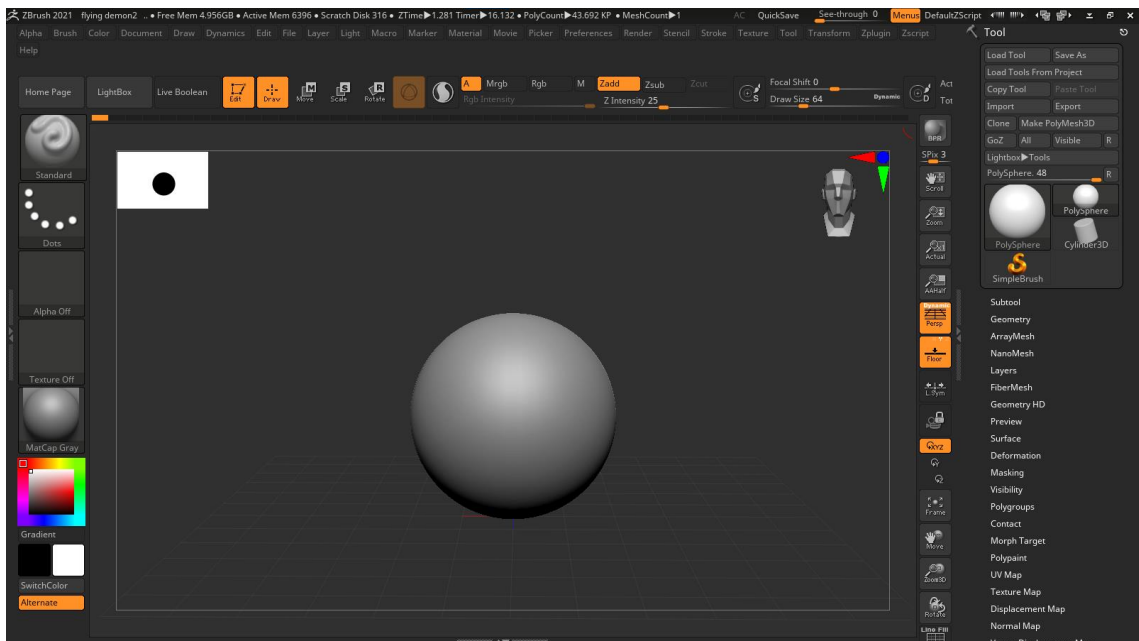 ZBrush 2021 flying demon2 .. • Free Mem 4.956GB • Active Mem 6396 • Scratch Disk 316 • ZTime▶1.281 Timer▶16.132 • PolyCount▶43.692 KP • MeshCount▶1 AC QuickSave See-through 0 Menus DefaultZScript
Alpha Brush Color Document Draw Dynamics Edit File Layer Light Macro Marker Material Movie Picker Preferences Render Stencil Stroke Texture Tool Transform Zplugin Zscript
Help
Home Page LightBox Live Boolean Edit Draw Move Scale Rotate A Mrgb Rgb M Zadd Zsub Zcut Focal Shift 0 Act
Rgb Intensity Z Intensity 25 S Draw Size 64 Dynamic D Tot
Standard
Dots
Alpha Off
Texture Off
MatCap Gray
Gradient
SwitchColor
Alternate
BPR
SPix 3
Scroll
Zoom
Actual
AAHalf
Dynamic
Persp
Floor
L.Sym
XYZ
Y
Z
Frame
Move
Zoom3D
Rotate
Line Fill
Tool
Load Tool Save As
Load Tools From Project
Copy Tool Paste Tool
Import Export
Clone Make PolyMesh3D
GoZ All Visible R
Lightbox▶Tools
PolySphere. 48 R
PolySphere
PolySphere Cylinder3D
SimpleBrush
Subtool
Geometry
ArrayMesh
NanoMesh
Layers
FiberMesh
Geometry HD
Preview
Surface
Deformation
Masking
Visibility
Polygroups
Contact
Morph Target
Polypaint
UV Map
Texture Map
Displacement Map
Normal Map